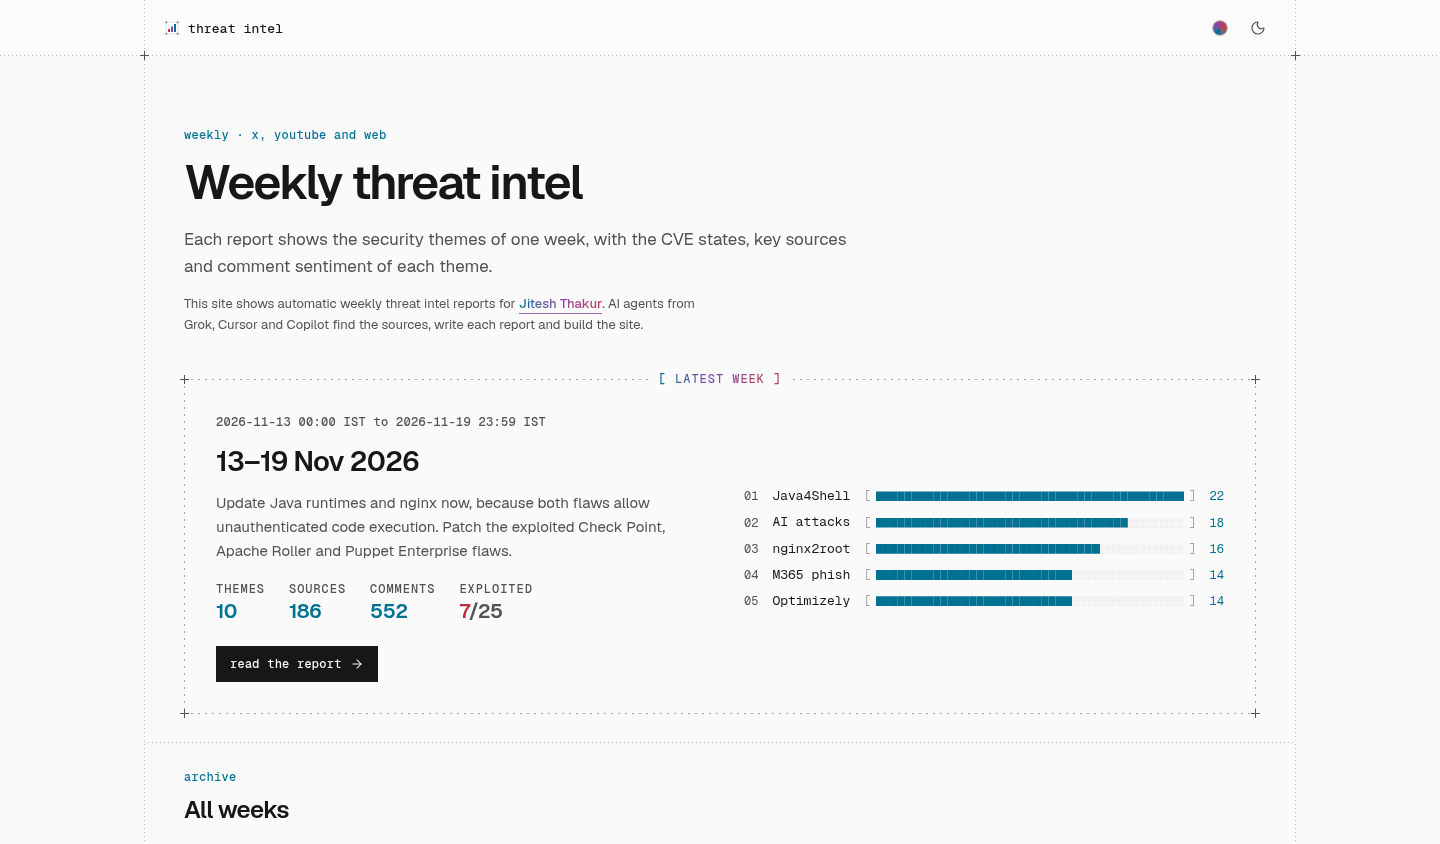 threat intel
weekly · x, youtube and web
Weekly threat intel
Each report shows the security themes of one week, with the CVE states, key sources
and comment sentiment of each theme.
This site shows automatic weekly threat intel reports for Jitesh Thakur. AI agents from
Grok, Cursor and Copilot find the sources, write each report and build the site.
[ LATEST WEEK ]
2026-11-13 00:00 IST to 2026-11-19 23:59 IST
13–19 Nov 2026
Update Java runtimes and nginx now, because both flaws allow
unauthenticated code execution. Patch the exploited Check Point,
Apache Roller and Puppet Enterprise flaws.
THEMES SOURCES COMMENTS EXPLOITED
10 186 552 7/25
read the report →
01 Java4Shell [ ] 22
02 AI attacks [ ] 18
03 nginx2root [ ] 16
04 M365 phish [ ] 14
05 Optimizely [ ] 14
archive
All weeks